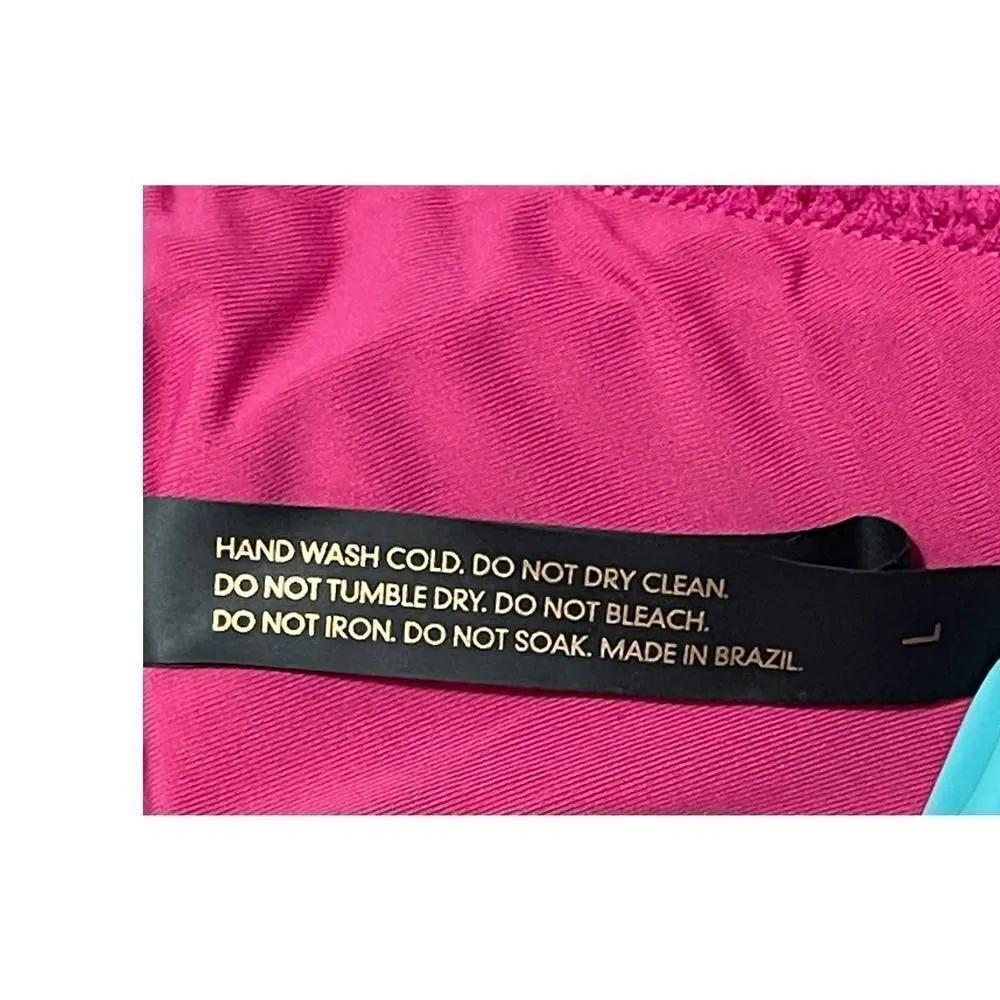 HAND WASH COLD. DO NOT DRY CLEAN.
DO NOT TUMBLE DRY. DO NOT BLEACH.
DO NOT IRON. DO NOT SOAK. MADE IN BRAZIL.
L